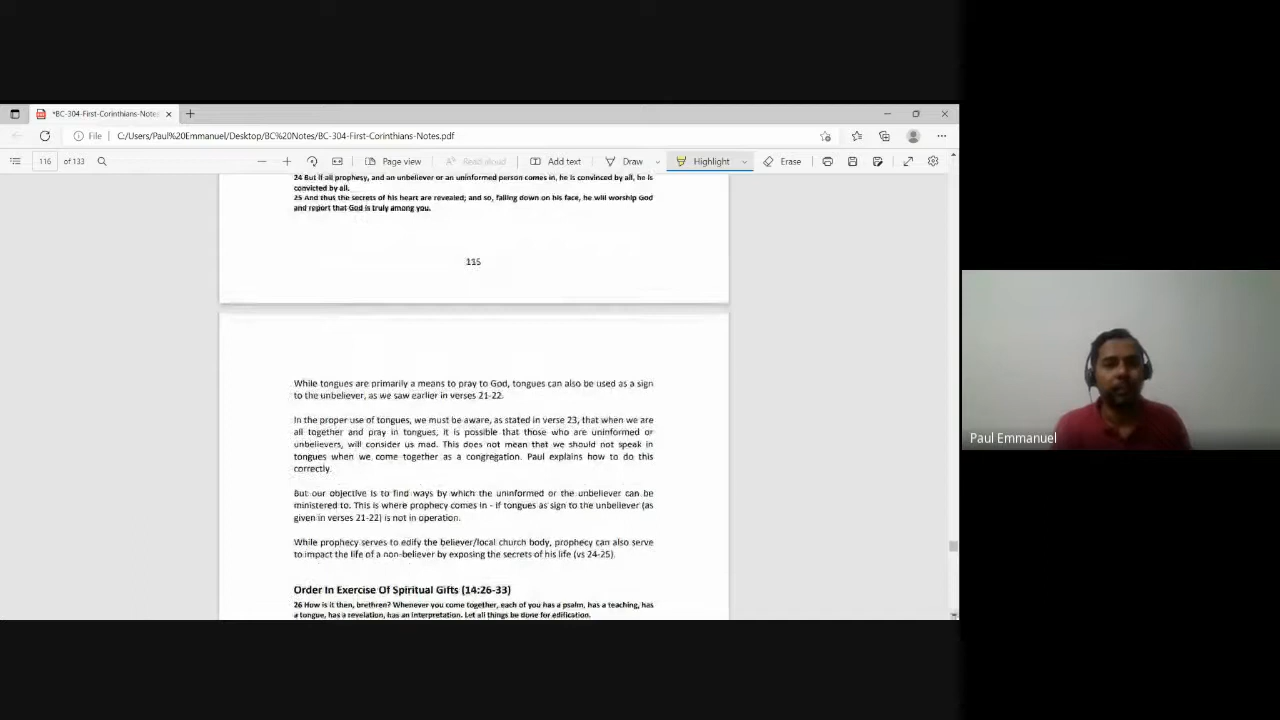 *BC-304-First-Corinthians-Notes
File C:/Users/Paul%20Emmanuel/Desktop/BC%20Notes/BC-304-First-Corinthians-Notes.pdf
116 of 133 Page view Read aloud Add text Draw Highlight Erase
24 But if all prophesy, and an unbeliever or an uninformed person comes in, he is convinced by all, he is
convicted by all.
25 And thus the secrets of his heart are revealed; and so, falling down on his face, he will worship God
and report that God is truly among you.
115
While tongues are primarily a means to pray to God, tongues can also be used as a sign
to the unbeliever, as we saw earlier in verses 21-22.
In the proper use of tongues, we must be aware, as stated in verse 23, that when we are
all together and pray in tongues, it is possible that those who are uninformed or
unbelievers, will consider us mad. This does not mean that we should not speak in
tongues when we come together as a congregation. Paul explains how to do this
correctly.
But our objective is to find ways by which the uninformed or the unbeliever can be
ministered to. This is where prophecy comes in - if tongues as sign to the unbeliever (as
given in verses 21-22) is not in operation.
While prophecy serves to edify the believer/local church body, prophecy can also serve
to impact the life of a non-believer by exposing the secrets of his life (vs 24-25).
Order In Exercise Of Spiritual Gifts (14:26-33)
26 How is it then, brethren? Whenever you come together, each of you has a psalm, has a teaching, has
a tongue, has a revelation, has an interpretation. Let all things be done for edification.
Paul Emmanuel